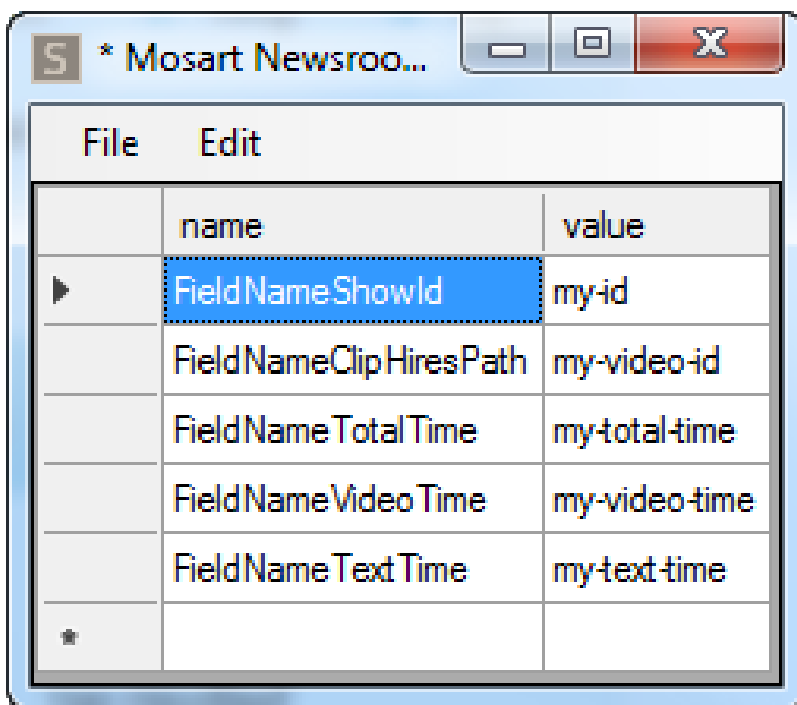 S * Mosart Newsroo...
File Edit
name value
FieldNameShowId my-id
FieldNameClipHiresPath my-video-id
FieldNameTotalTime my-total-time
FieldNameVideoTime my-video-time
FieldNameTextTime my-text-time
*